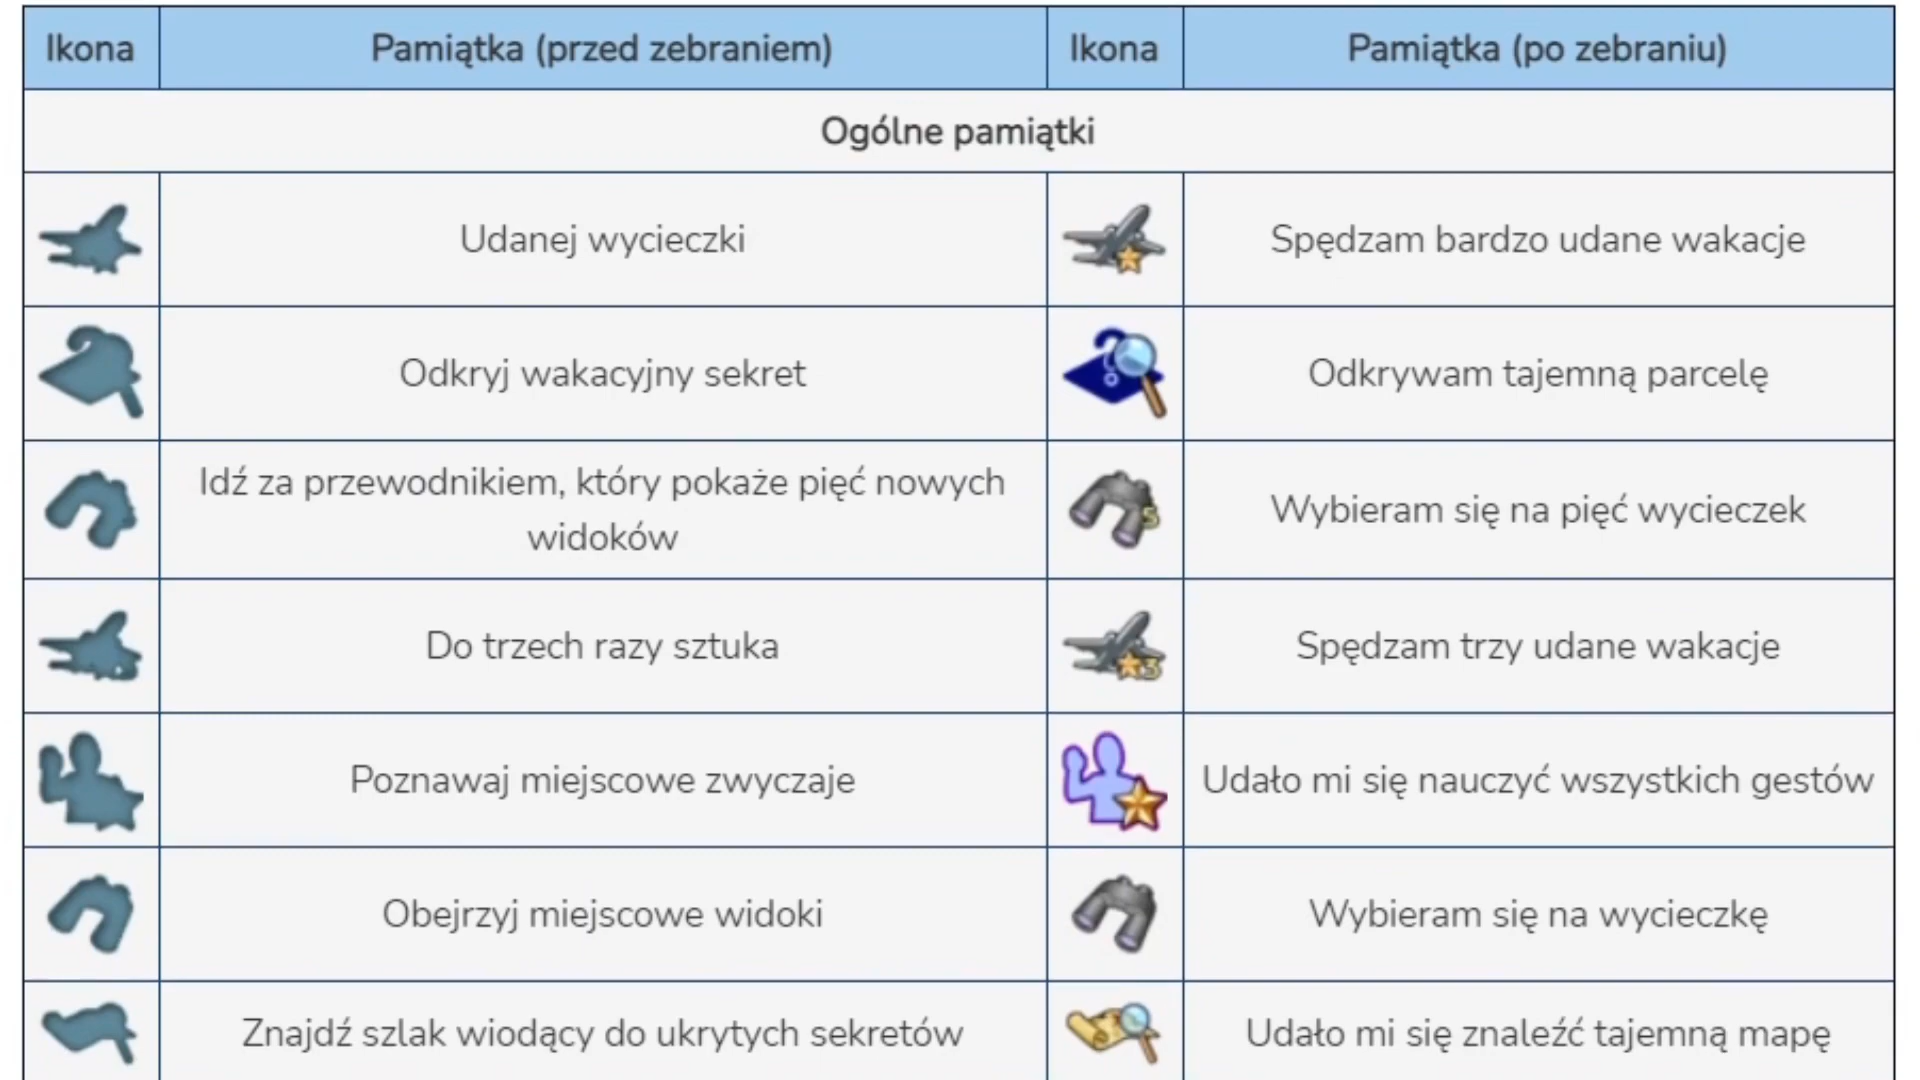 Ikona Pamiątka (przed zebraniem) Ikona Pamiątka (po zebraniu)
Ogólne pamiątki
Udanej wycieczki Spędzam bardzo udane wakacje
Odkryj wakacyjny sekret Odkrywam tajemną parcelę
Idź za przewodnikiem, który pokaże pięć nowych
widoków
5 Wybieram się na pięć wycieczek
Do trzech razy sztuka 3 Spędzam trzy udane wakacje
Poznawaj miejscowe zwyczaje Udało mi się nauczyć wszystkich gestów
Obejrzyj miejscowe widoki Wybieram się na wycieczkę
Znajdź szlak wiodący do ukrytych sekretów Udało mi się znaleźć tajemną mapę